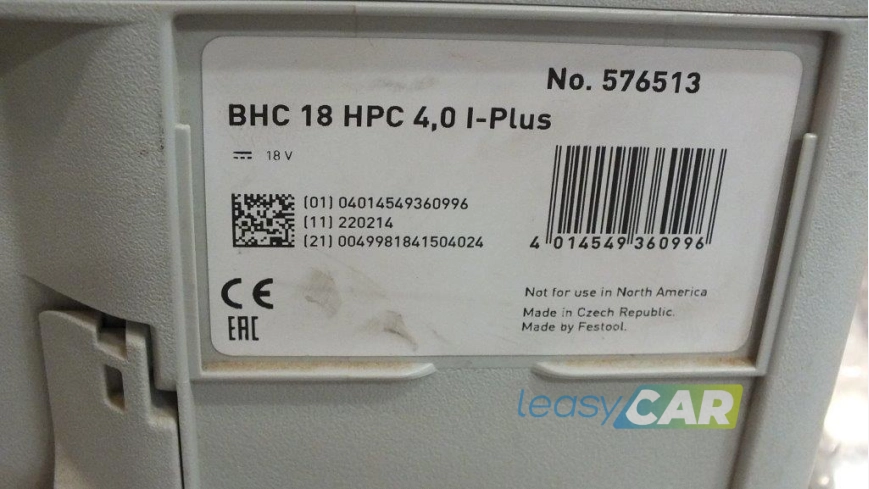 No. 576513
BHC 18 HPC 4,0 I-Plus
18 V
(01) 04014549360996
(11) 220214
(21) 0049981841504024
4 014549 360996
CE
EAC
Not for use in North America
Made in Czech Republic.
Made by Festool.
leasyCAR